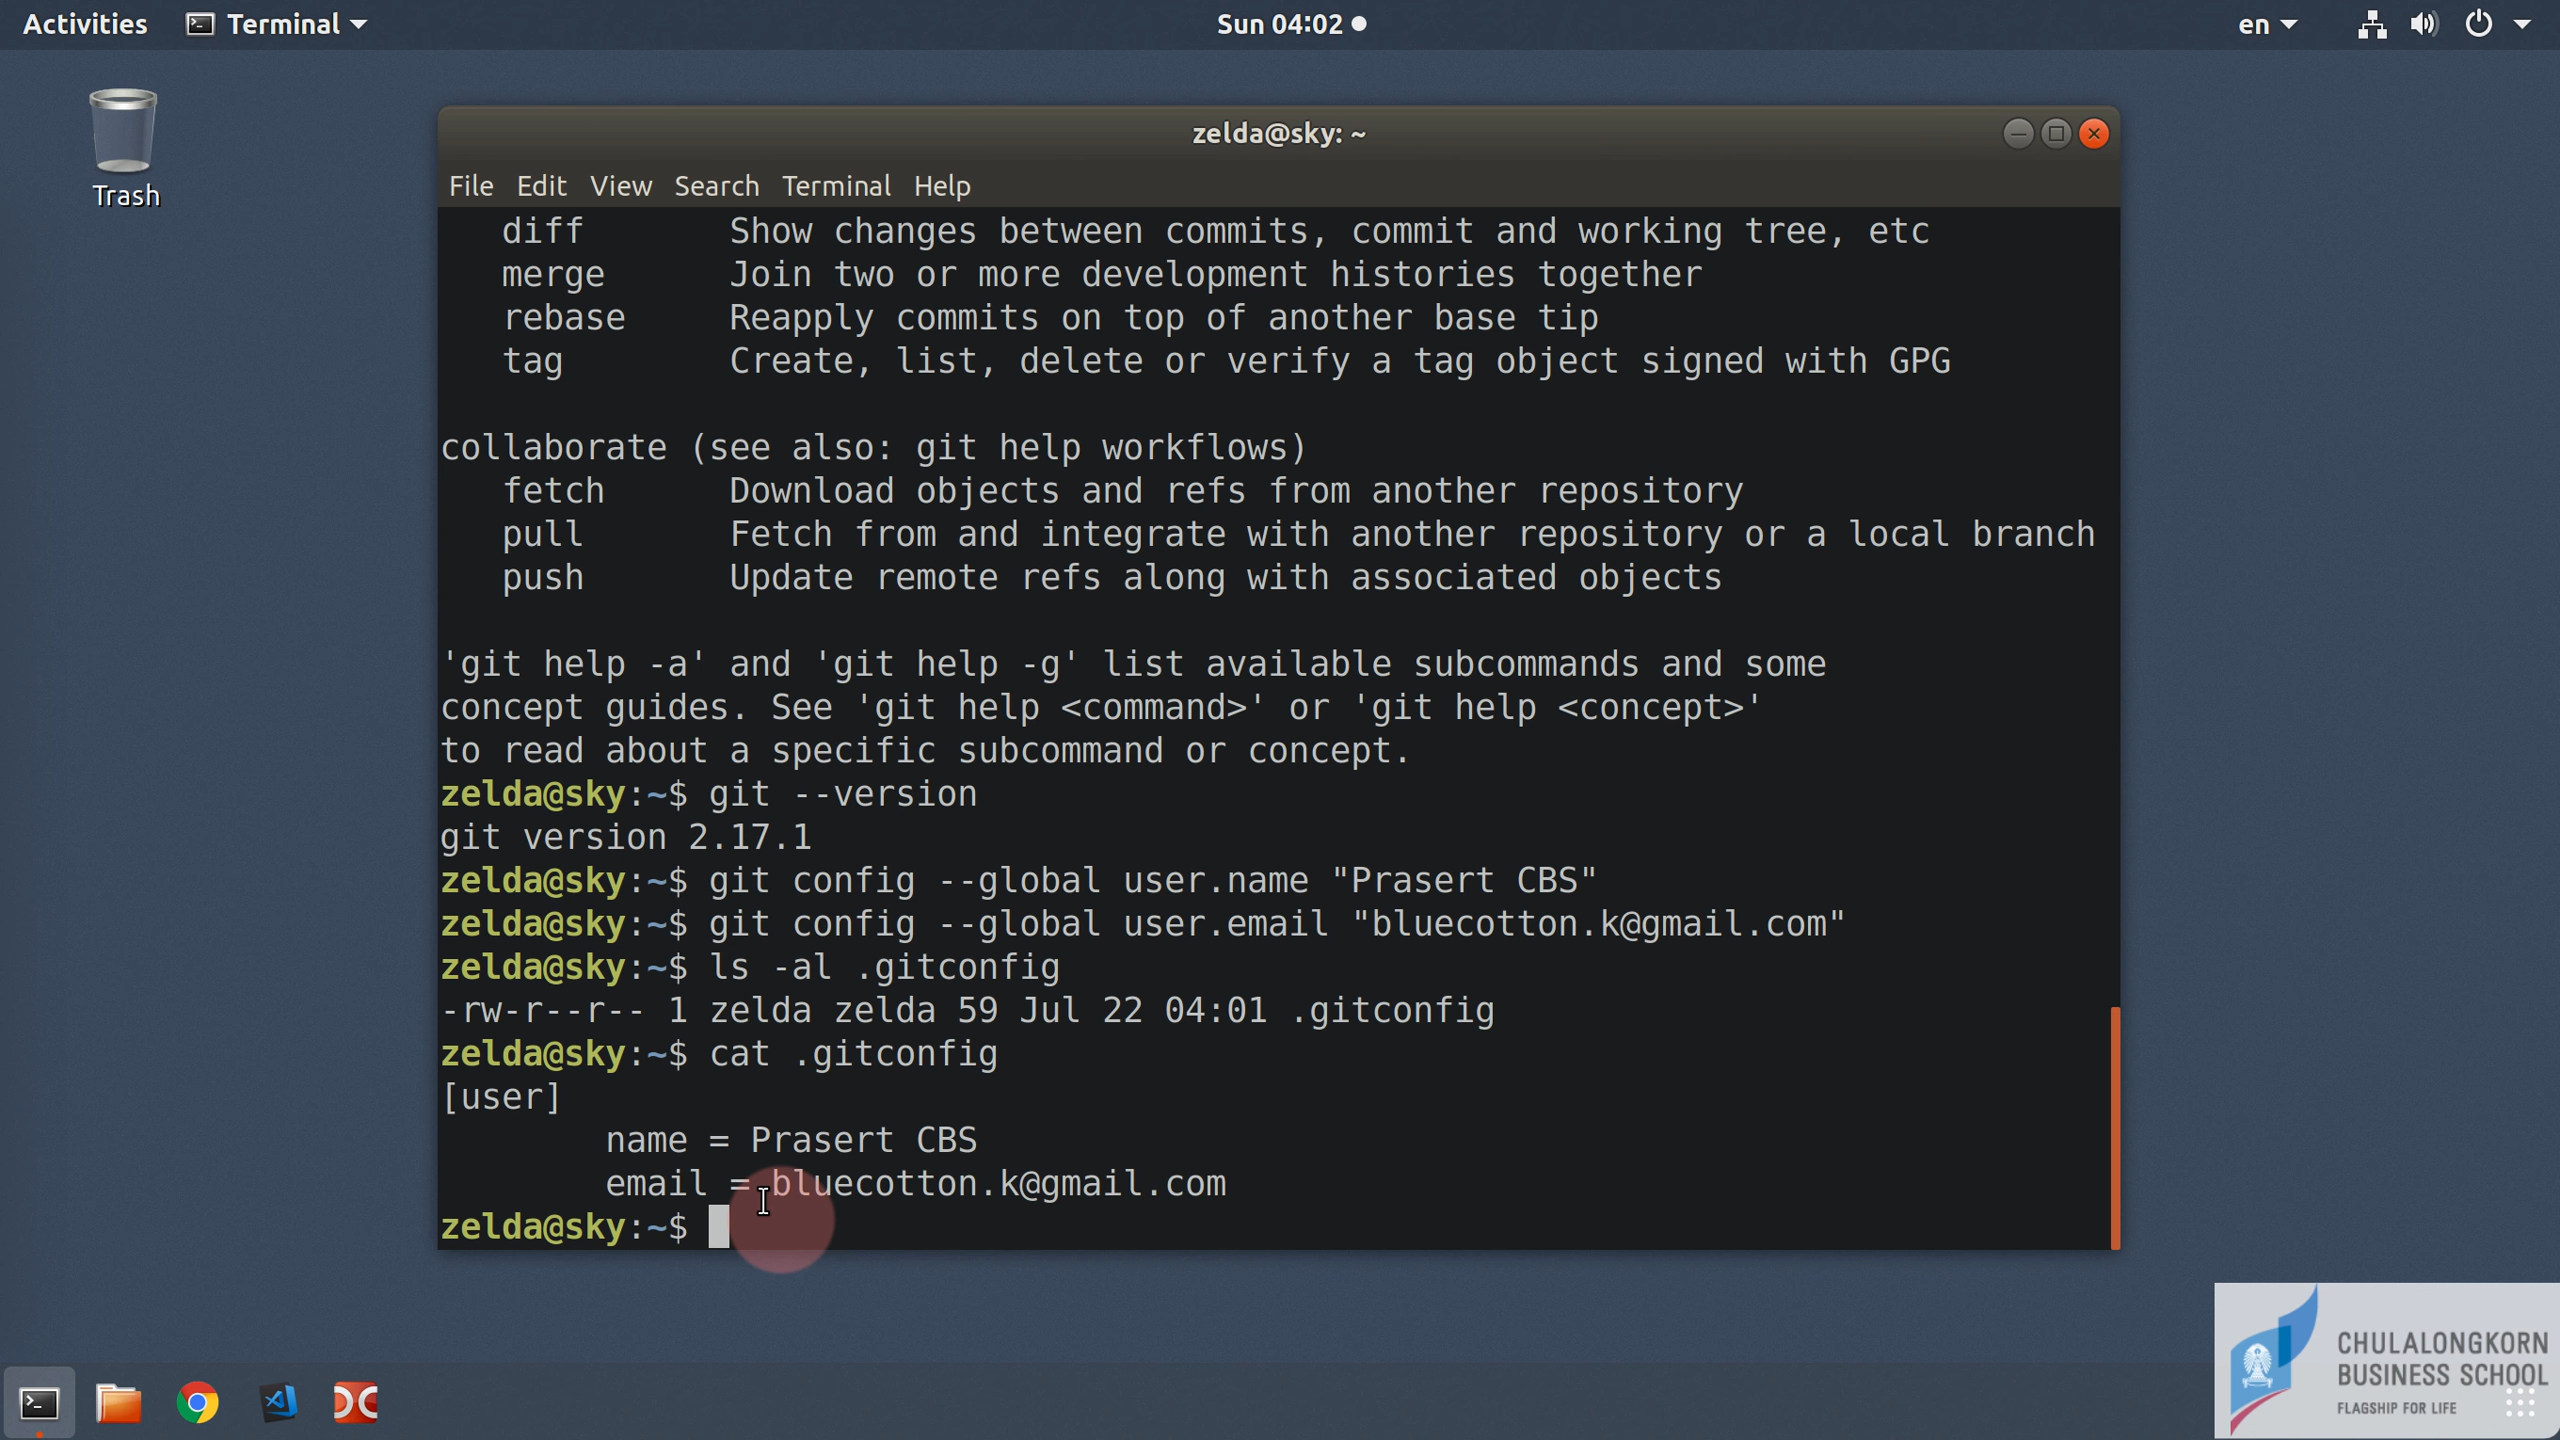 Activities Terminal Sun 04:02 en
Trash
zelda@sky: ~
File Edit View Search Terminal Help
   diff       Show changes between commits, commit and working tree, etc
   merge      Join two or more development histories together
   rebase     Reapply commits on top of another base tip
   tag        Create, list, delete or verify a tag object signed with GPG
collaborate (see also: git help workflows)
   fetch      Download objects and refs from another repository
   pull       Fetch from and integrate with another repository or a local branch
   push       Update remote refs along with associated objects
'git help -a' and 'git help -g' list available subcommands and some
concept guides. See 'git help <command>' or 'git help <concept>'
to read about a specific subcommand or concept.
zelda@sky:~$ git --version
git version 2.17.1
zelda@sky:~$ git config --global user.name "Prasert CBS"
zelda@sky:~$ git config --global user.email "bluecotton.k@gmail.com"
zelda@sky:~$ ls -al .gitconfig
-rw-r--r-- 1 zelda zelda 59 Jul 22 04:01 .gitconfig
zelda@sky:~$ cat .gitconfig
[user]
        name = Prasert CBS
        email = bluecotton.k@gmail.com
zelda@sky:~$
CHULALONGKORN
BUSINESS SCHOOL
FLAGSHIP FOR LIFE